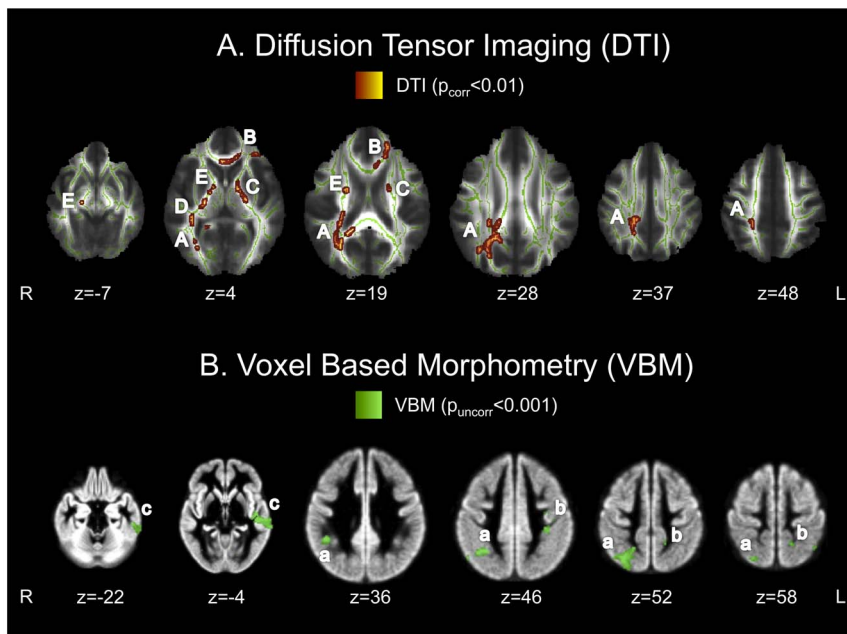 A. Diffusion Tensor Imaging (DTI)
DTI (pcorr<0.01)
B
B
E
E
C
E
C
D
A
A
A
A
A
R
z=-7
z=4
z=19
z=28
z=37
z=48
L
B. Voxel Based Morphometry (VBM)
VBM (puncorr<0.001)
c
c
a
a
b
a
b
a
b
R
z=-22
z=-4
z=36
z=46
z=52
z=58
L